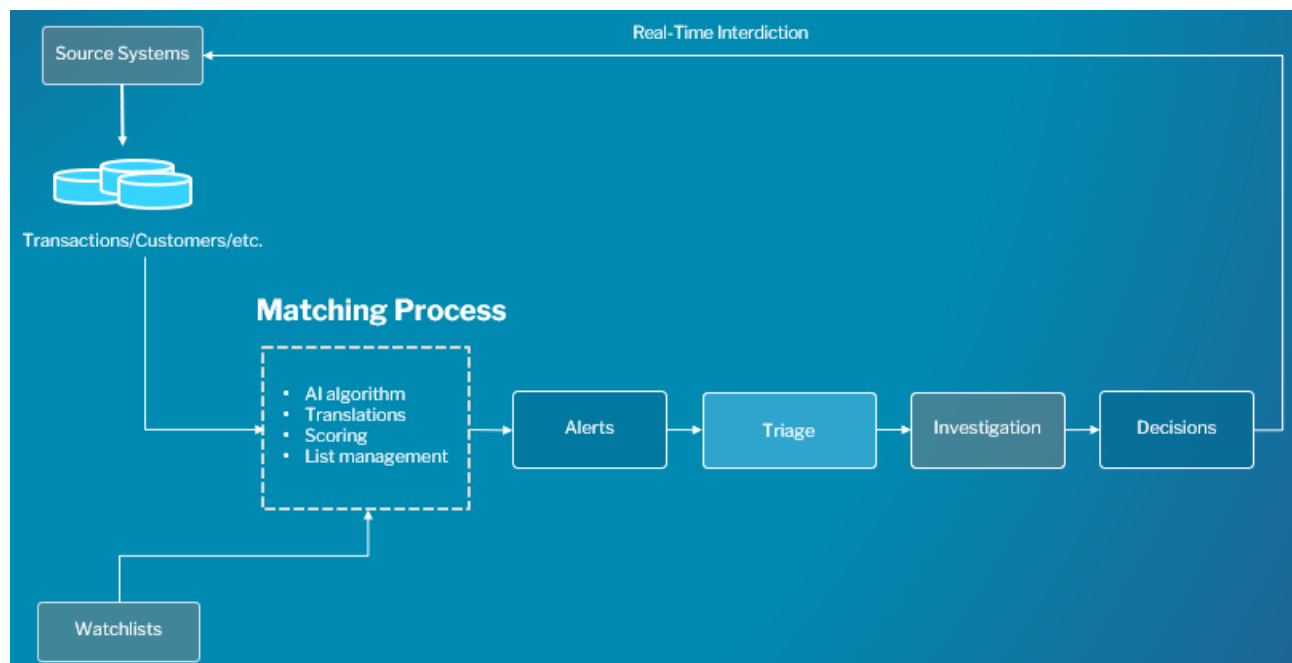 Real-Time Interdiction
Source Systems
Transactions/Customers/etc.
Matching Process
• AI algorithm
• Translations
• Scoring
• List management
Alerts
Triage
Investigation
Decisions
Watchlists